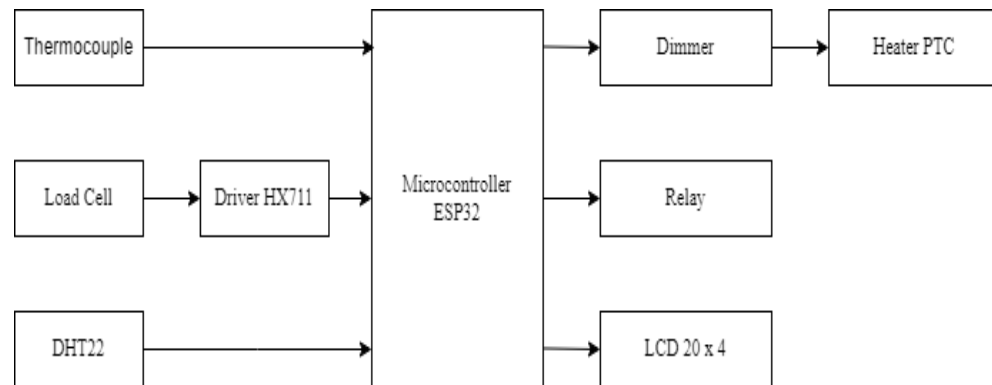 Thermocouple
Dimmer
Heater PTC
Load Cell
Driver HX711
Microcontroller
ESP32
Relay
DHT22
LCD 20 x 4